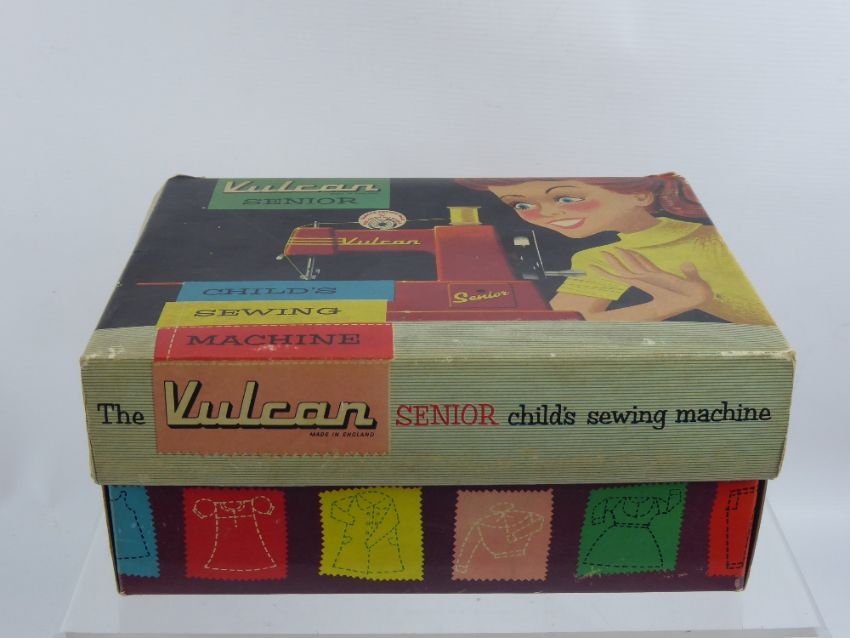 Vulcan
SENIOR
Vulcan
Senior
CHILD'S
SEWING
MACHINE
The Vulcan SENIOR child's sewing machine
MADE IN ENGLAND